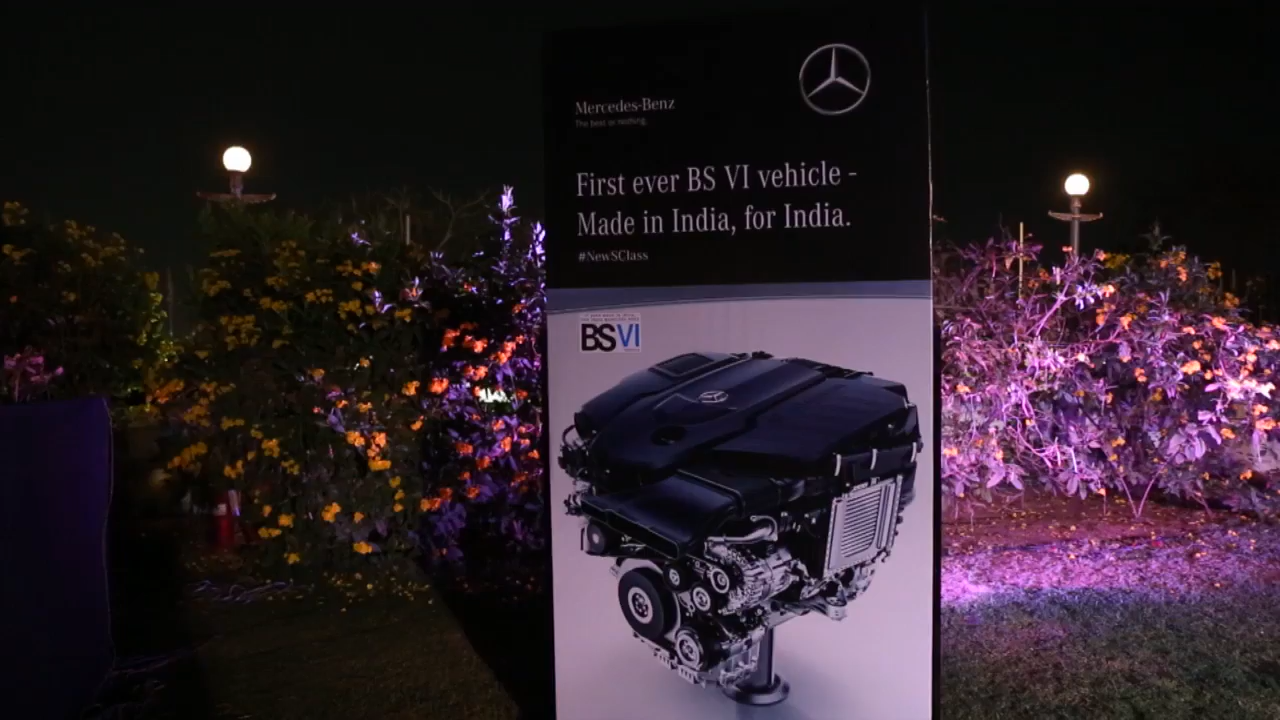 Mercedes-Benz
The best or nothing.
First ever BS VI vehicle -
Made in India, for India.
#NewSClass
BSVI